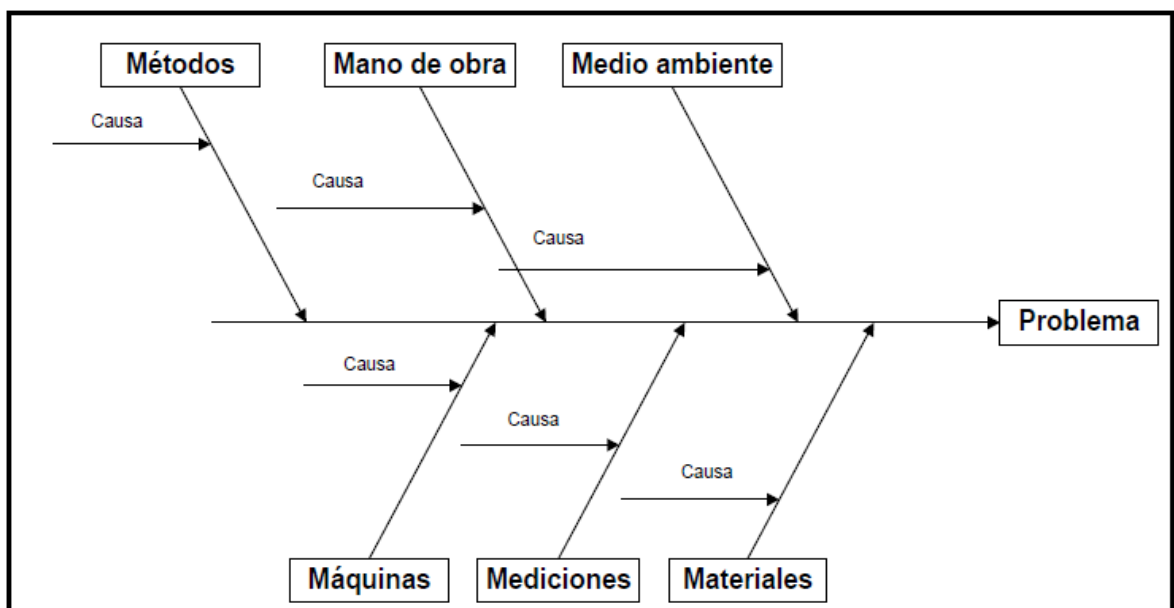 Métodos
Mano de obra
Medio ambiente
Causa
Causa
Causa
Problema
Causa
Causa
Causa
Máquinas
Mediciones
Materiales